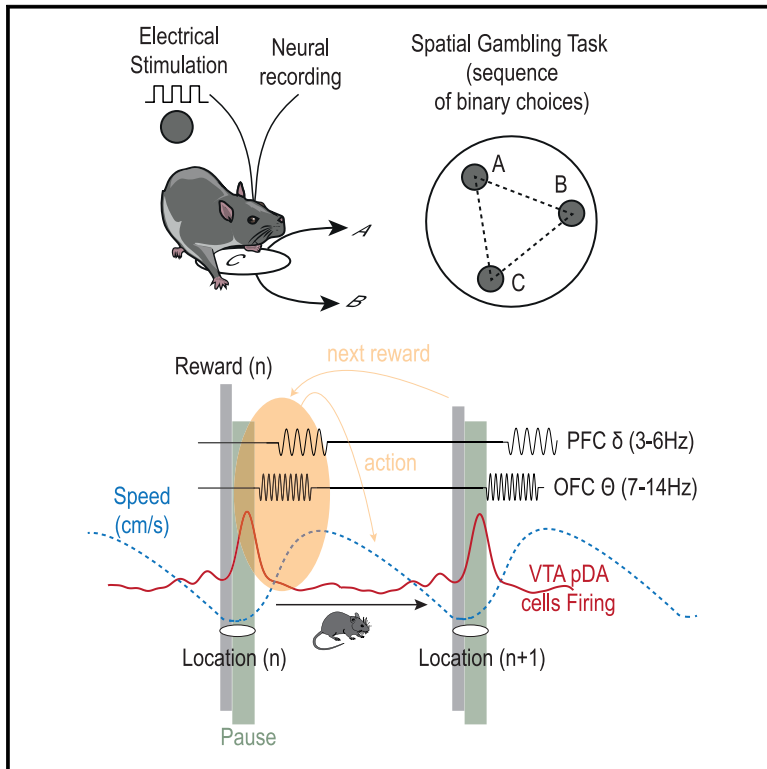 Electrical
Stimulation
Neural
recording
Spatial Gambling Task
(sequence
of binary choices)
A
B
C
A
B
C
next reward
Reward (n)
PFC δ (3-6Hz)
action
OFC Θ (7-14Hz)
Speed
(cm/s)
VTA pDA
cells Firing
Location (n)
Location (n+1)
Pause